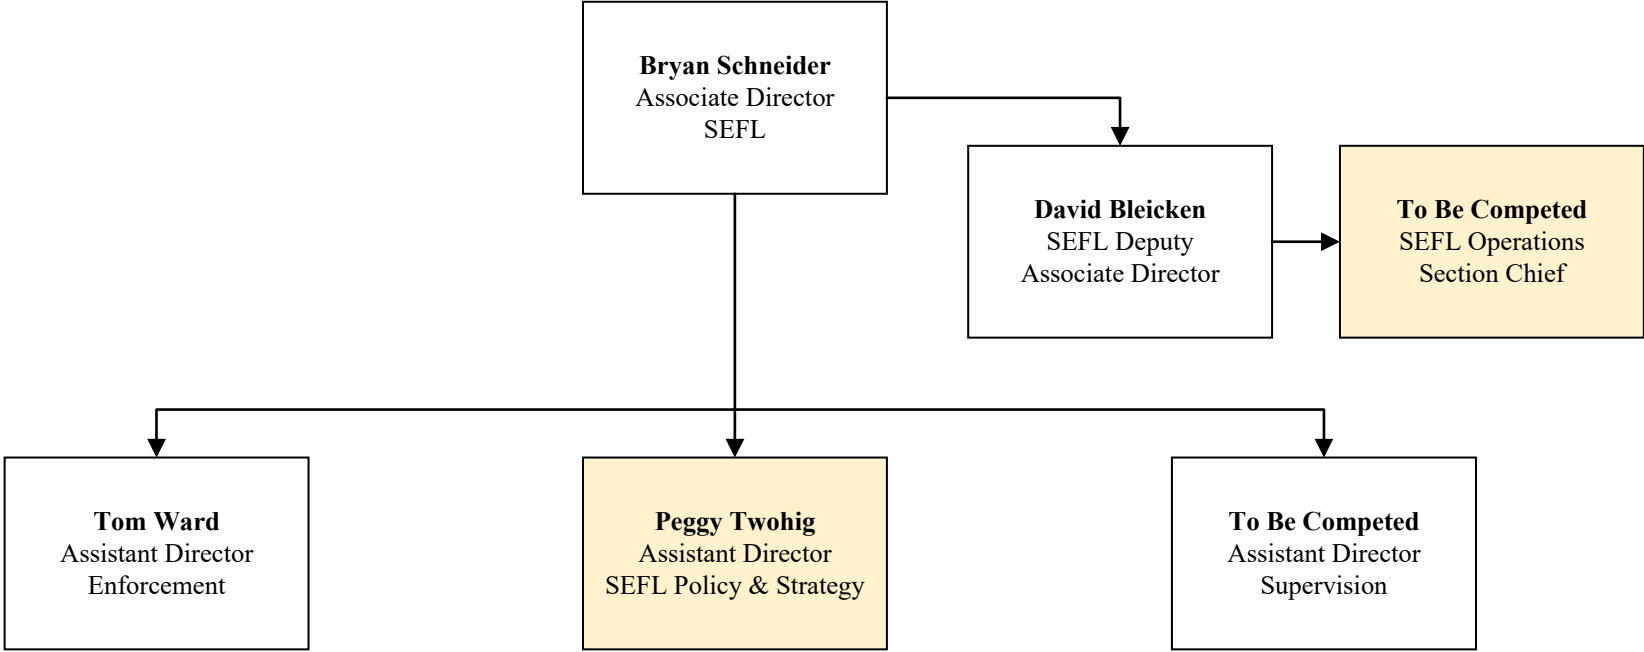 Bryan Schneider
Associate Director
SEFL
David Bleicken
SEFL Deputy
Associate Director
To Be Competed
SEFL Operations
Section Chief
Tom Ward
Assistant Director
Enforcement
Peggy Twohig
Assistant Director
SEFL Policy & Strategy
To Be Competed
Assistant Director
Supervision